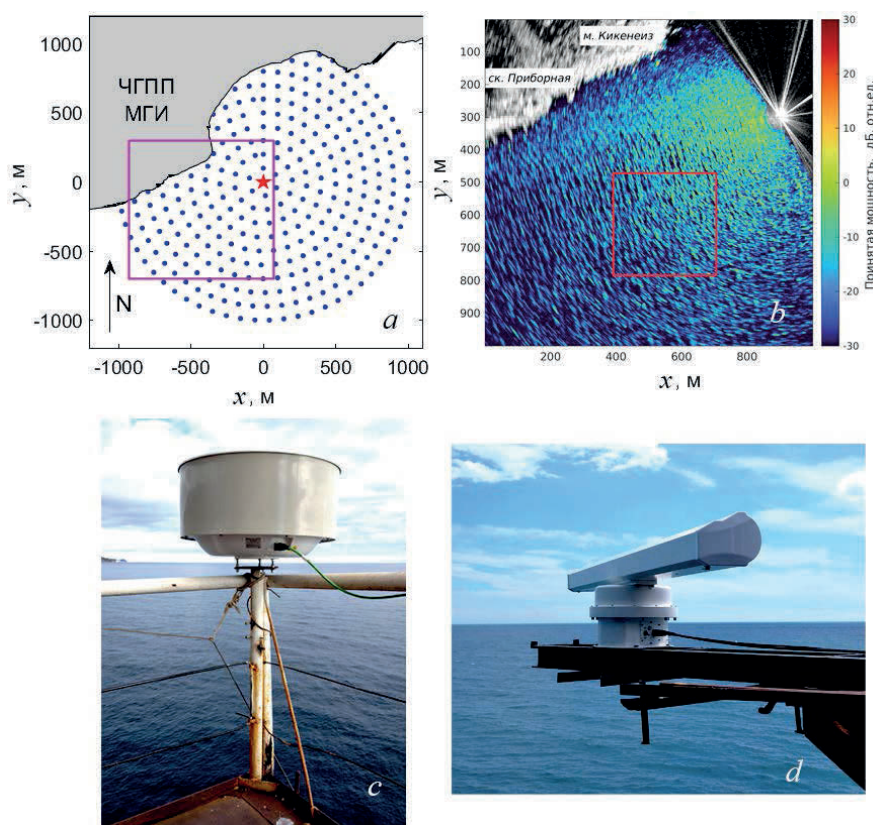 1000
500
0
-500
-1000
y, м
ЧГПП
МГИ
N
a
-1000 -500 0 500 1000
x, м
0
100
200
300
400
500
600
700
800
900
y, м
м. Кикенеиз
ск. Приборная
b
200 400 600 800
x, м
30
20
10
0
-10
-20
-30
Принятая мощность, дБ, отн.ед.
c
d